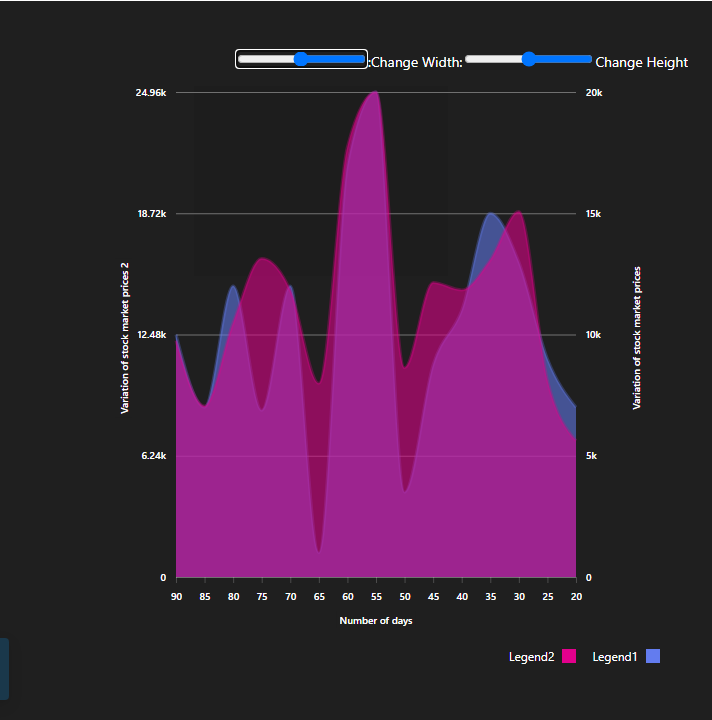 :Change Width: Change Height
24.96k
18.72k
12.48k
6.24k
0
Variation of stock market prices 2
20k
15k
10k
5k
0
Variation of stock market prices
90 85 80 75 70 65 60 55 50 45 40 35 30 25 20
Number of days
Legend2 Legend1